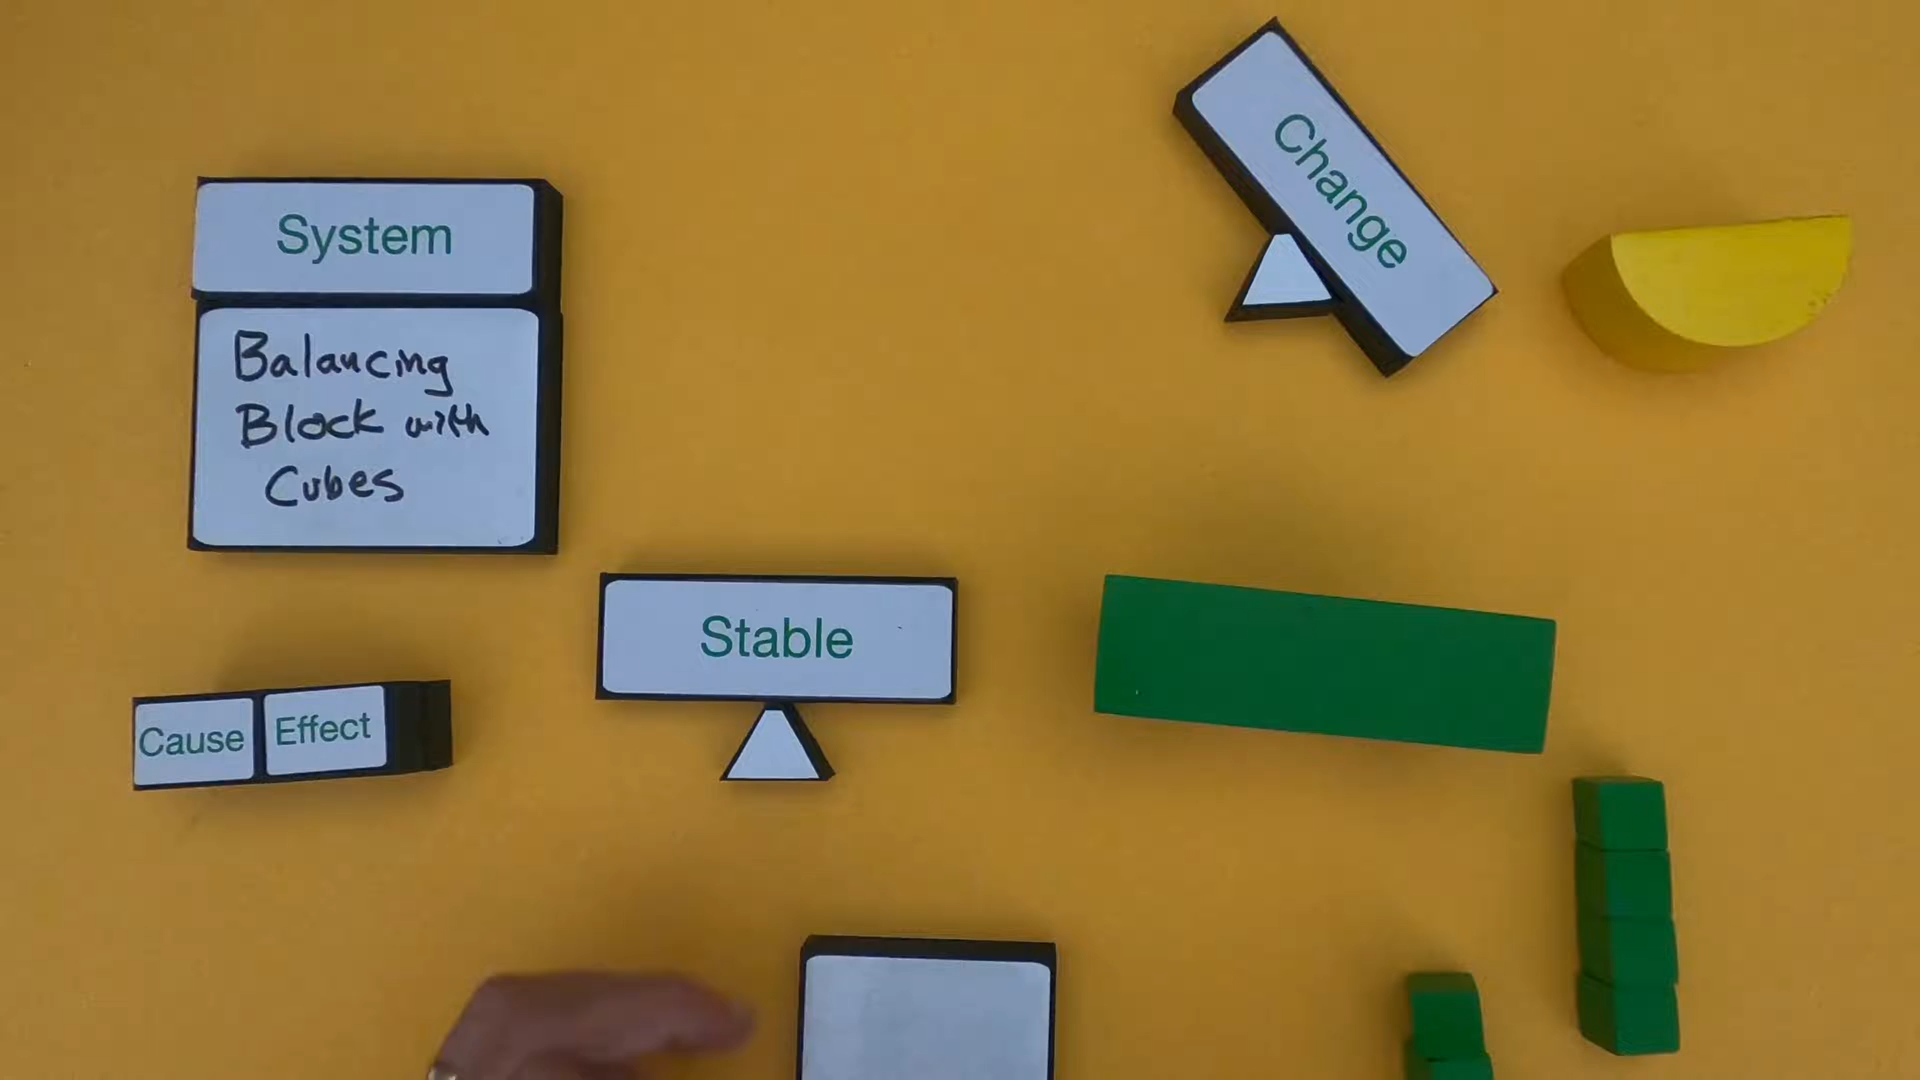 System
Balancing
Block with
Cubes
Change
Stable
Cause
Effect